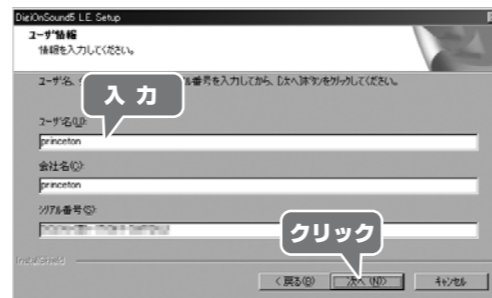 DigiOnSound5 L.E. Setup
ユーザ情報
情報を入力してください。
ユーザ名、 ル番号を入力してから、[次へ]ボタンをクリックしてください。
入力
ユーザ名(U):
princeton
会社名(C):
princeton
シリアル番号(S):
クリック
InstallShield
< 戻る(B)
次へ (N)>
キャンセル